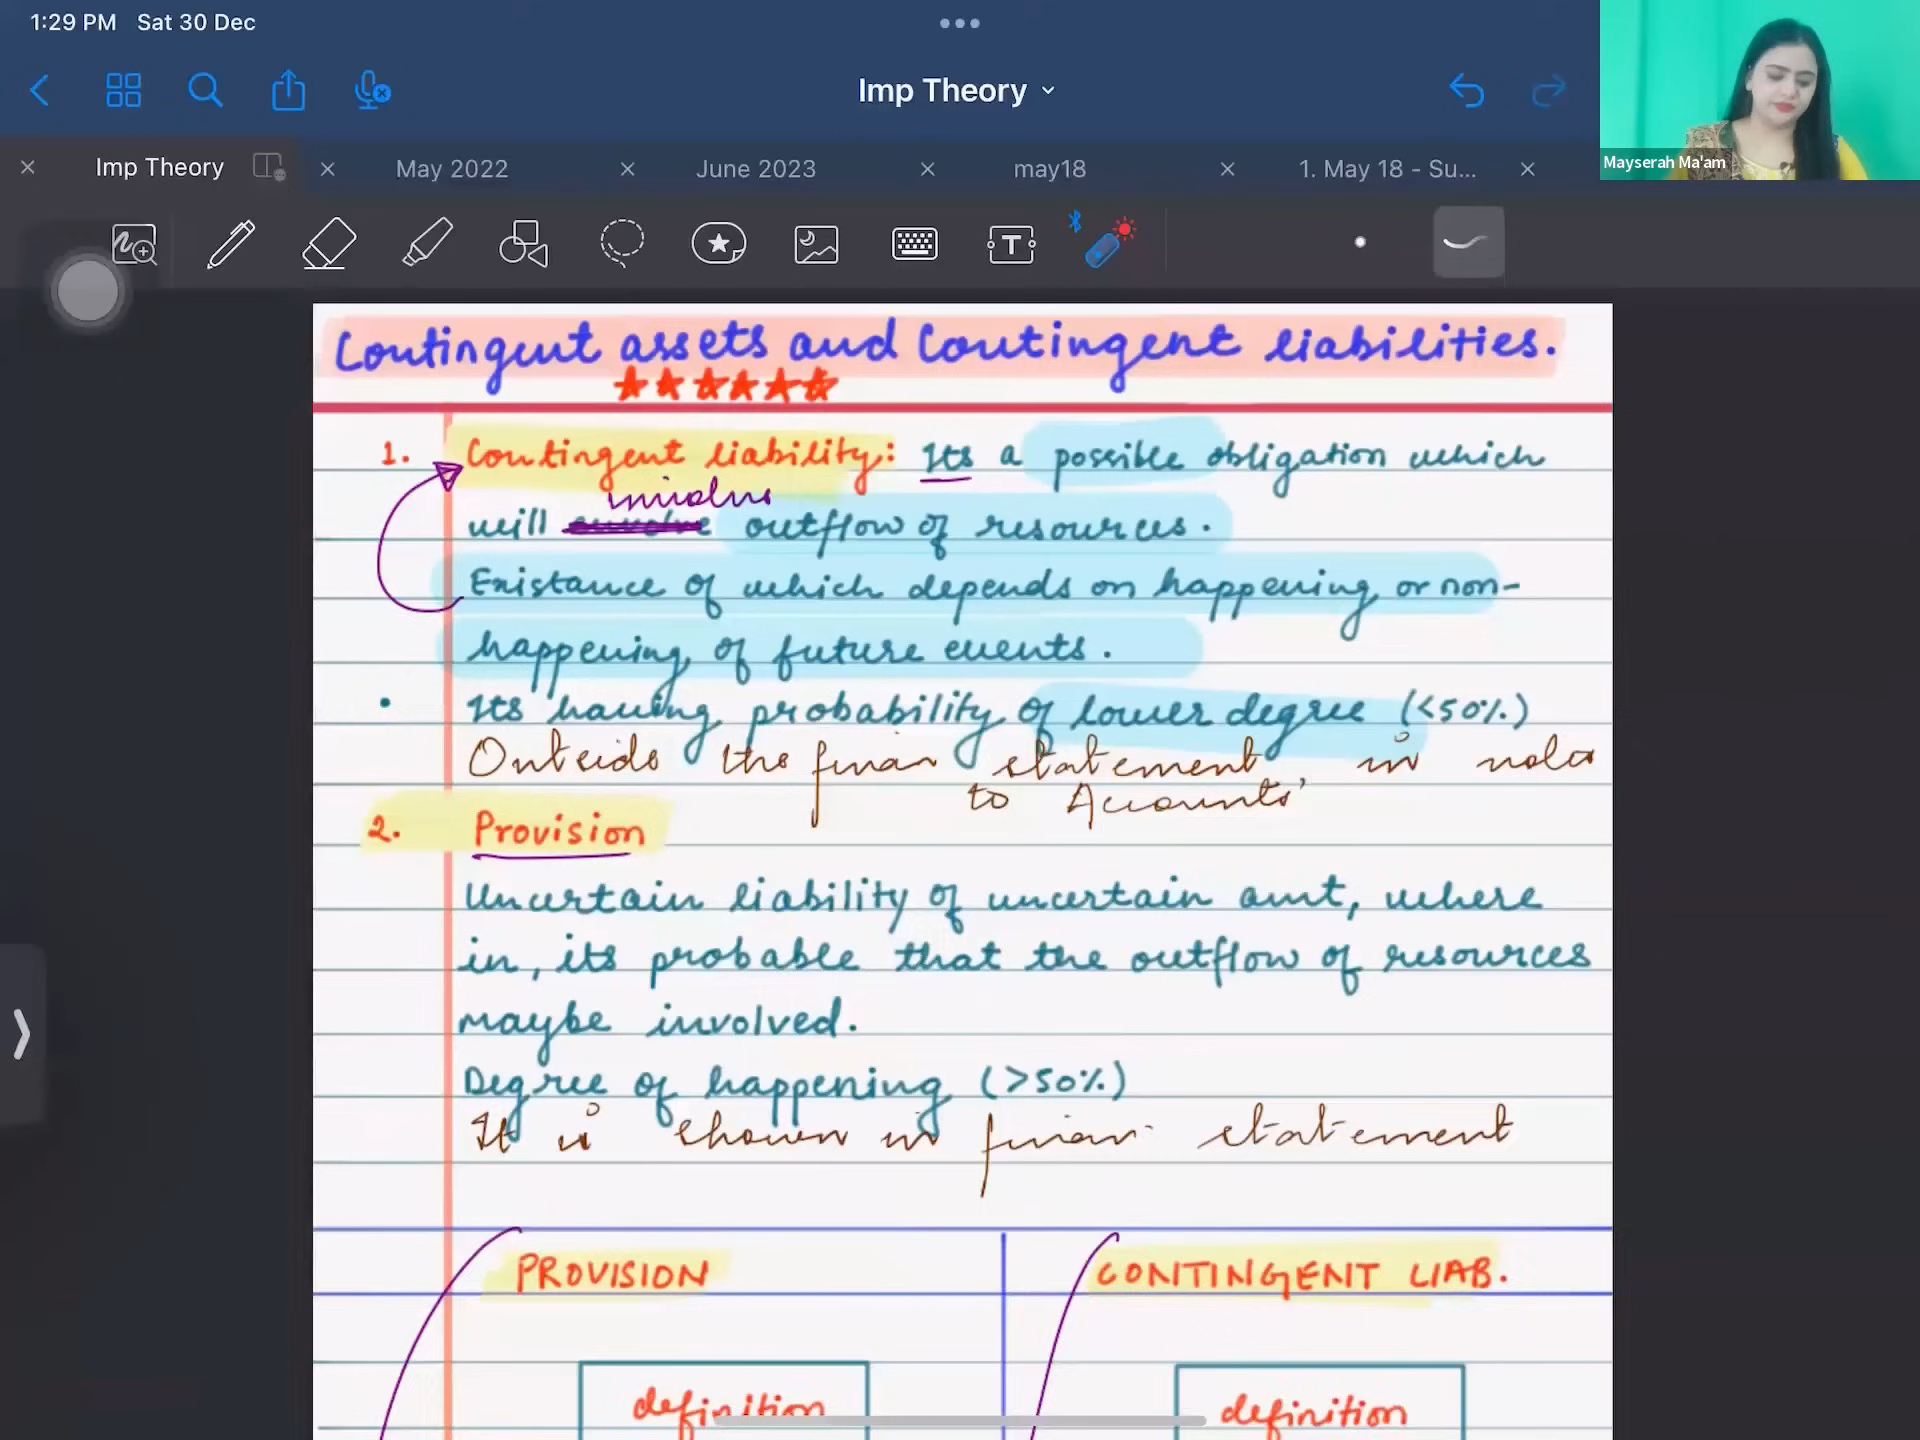 1:29 PM Sat 30 Dec
Imp Theory
Mayserah Ma'am
Imp Theory
May 2022
June 2023
may18
1. May 18 - Su...
Contingent assets and Contingent liabilities.
1. Contingent liability: Its a possible obligation which
involve
will outflow of resources.
Existance of which depends on happening or non-
happening of future events.
• Its having probability of lower degree (<50%)
Outside the finan statement in notes
to Accounts
2. Provision
Uncertain liability of uncertain amt, where
in, its probable that the outflow of resources
maybe involved.
Degree of happening (>50%)
It is shown in finan statement
PROVISION
CONTINGENT LIAB.
definition
definition